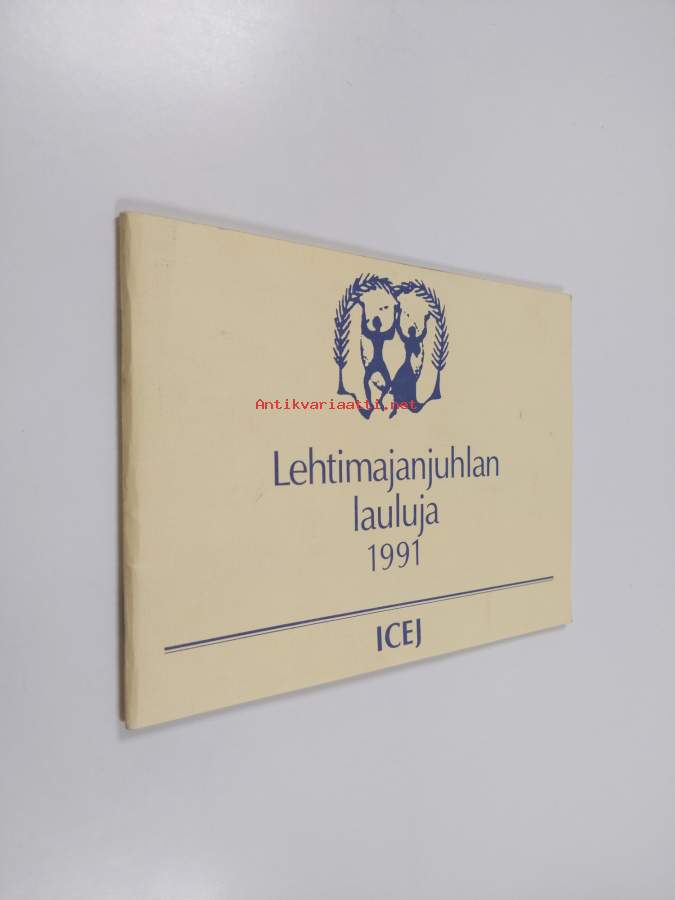 Antikvariaatti.net
Lehtimajanjuhlan
lauluja
1991
ICEJ